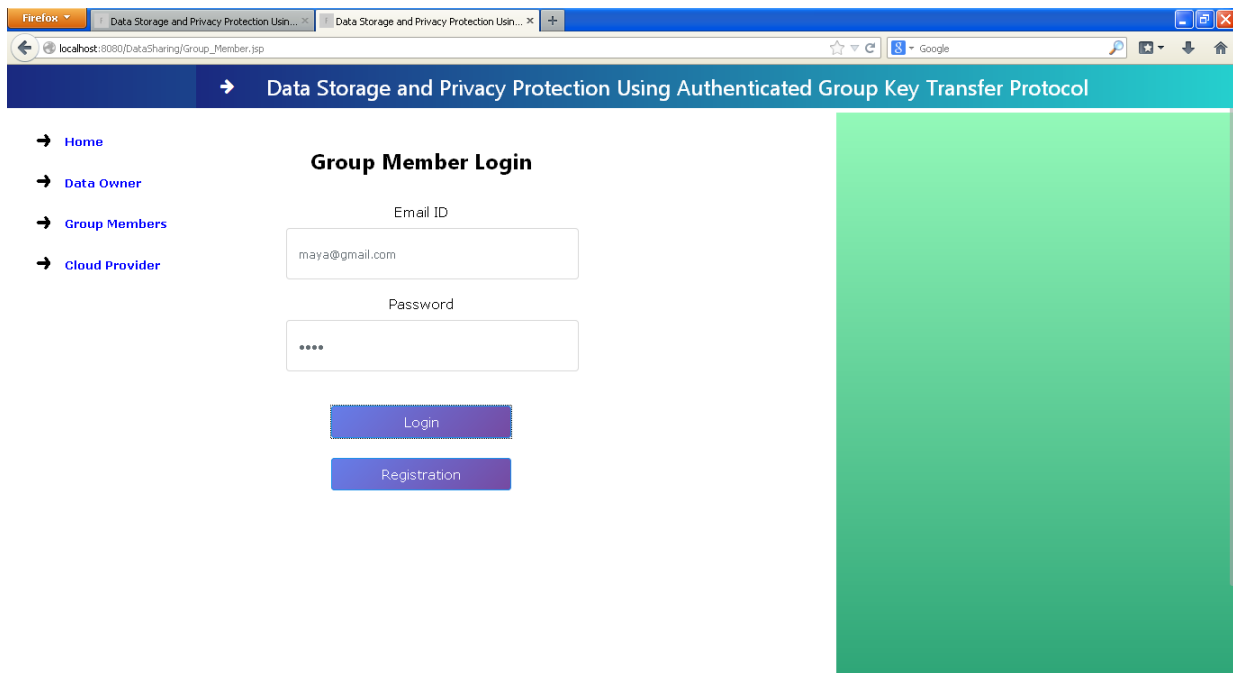 Firefox
Data Storage and Privacy Protection Usin...
Data Storage and Privacy Protection Usin...
localhost:8080/DataSharing/Group_Member.jsp
Google
Data Storage and Privacy Protection Using Authenticated Group Key Transfer Protocol
Home
Data Owner
Group Members
Cloud Provider
Group Member Login
Email ID
maya@gmail.com
Password
••••
Login
Registration